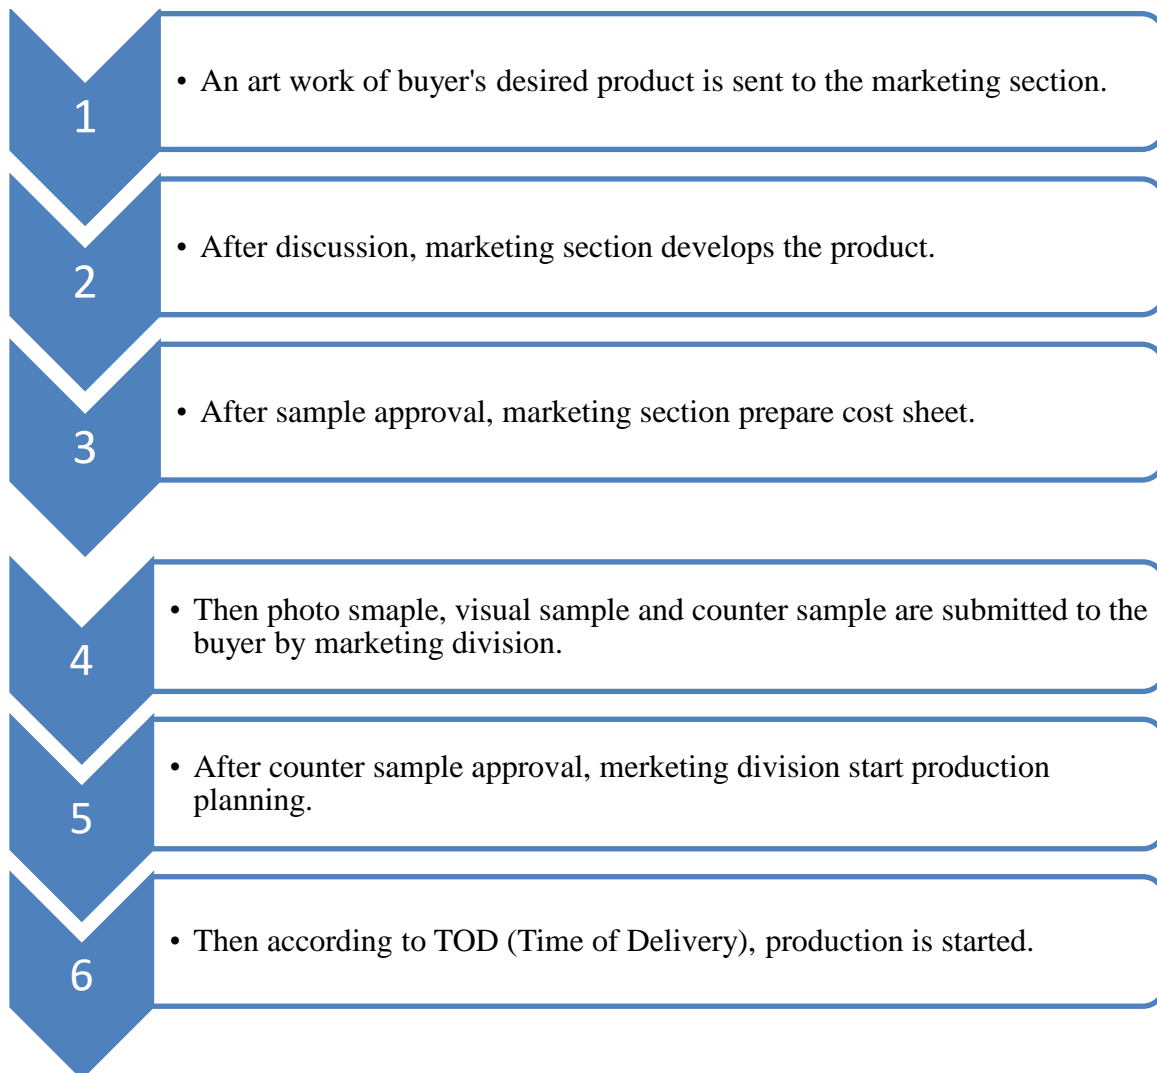 1
• An art work of buyer's desired product is sent to the marketing section.
2
• After discussion, marketing section develops the product.
3
• After sample approval, marketing section prepare cost sheet.
4
• Then photo smaple, visual sample and counter sample are submitted to the
buyer by marketing division.
5
• After counter sample approval, merketing division start production
planning.
6
• Then according to TOD (Time of Delivery), production is started.